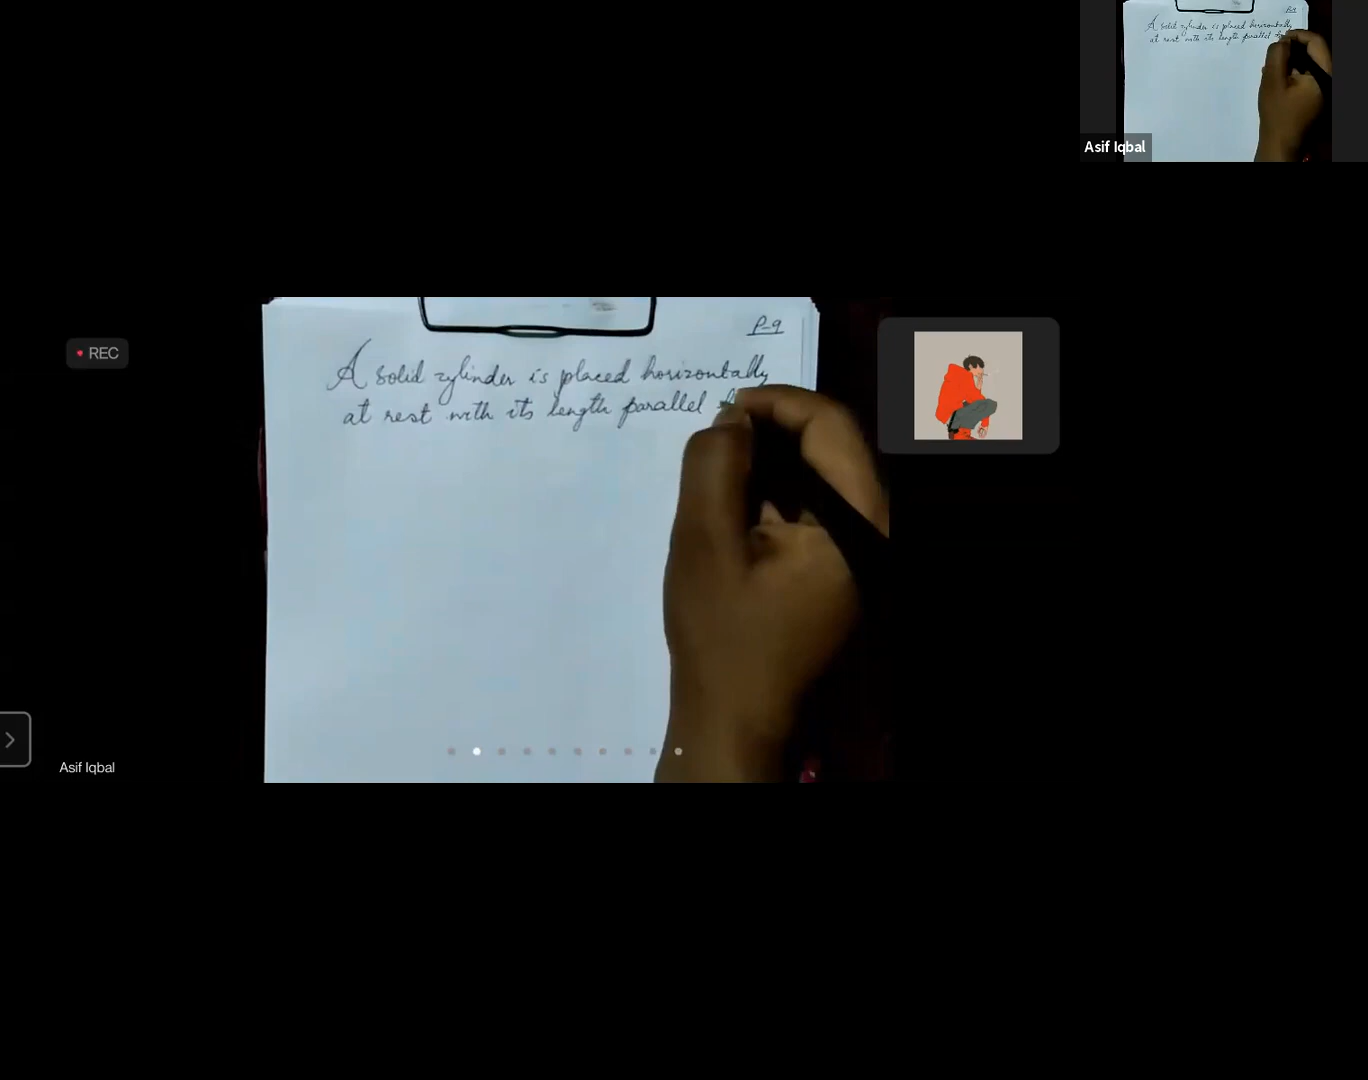 Asif Iqbal
REC
P-9
A solid cylinder is placed horizontally
at rest with its length parallel
Asif Iqbal